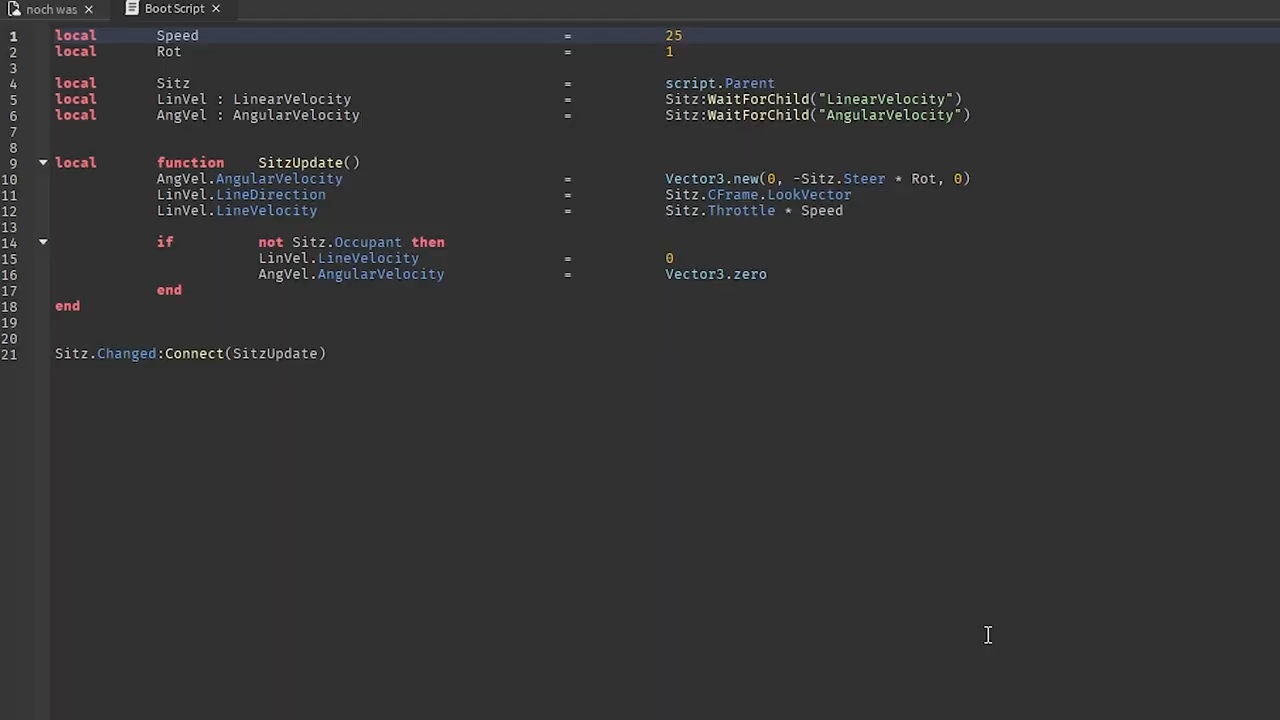 noch was
Boot Script
1 local Speed = 25
2 local Rot = 1
3
4 local Sitz = script.Parent
5 local LinVel : LinearVelocity = Sitz:WaitForChild("LinearVelocity")
6 local AngVel : AngularVelocity = Sitz:WaitForChild("AngularVelocity")
7
8
9 local function SitzUpdate()
10 AngVel.AngularVelocity = Vector3.new(0, -Sitz.Steer * Rot, 0)
11 LinVel.LineDirection = Sitz.CFrame.LookVector
12 LinVel.LineVelocity = Sitz.Throttle * Speed
13
14 if not Sitz.Occupant then
15 LinVel.LineVelocity = 0
16 AngVel.AngularVelocity = Vector3.zero
17 end
18 end
19
20
21 Sitz.Changed:Connect(SitzUpdate)